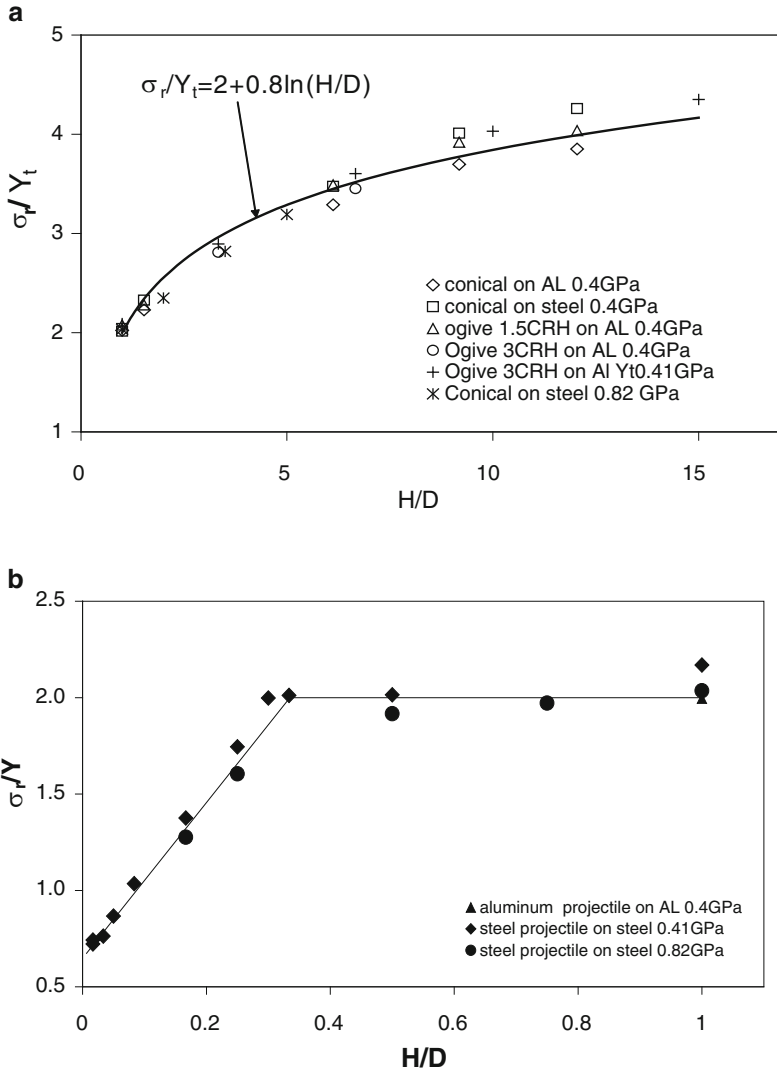 a
5
σr/Yt=2+0.8ln(H/D)
4
σr/ Yt
3
conical on AL 0.4GPa
conical on steel 0.4GPa
2
ogive 1.5CRH on AL 0.4GPa
Ogive 3CRH on AL 0.4GPa
Ogive 3CRH on Al Yt0.41GPa
Conical on steel 0.82 GPa
1
0 5 10 15
H/D
b
2.5
2.0
σr/Y
1.5
1.0
aluminum projectile on AL 0.4GPa
steel projectile on steel 0.41GPa
steel projectile on steel 0.82GPa
0.5
0 0.2 0.4 0.6 0.8 1
H/D